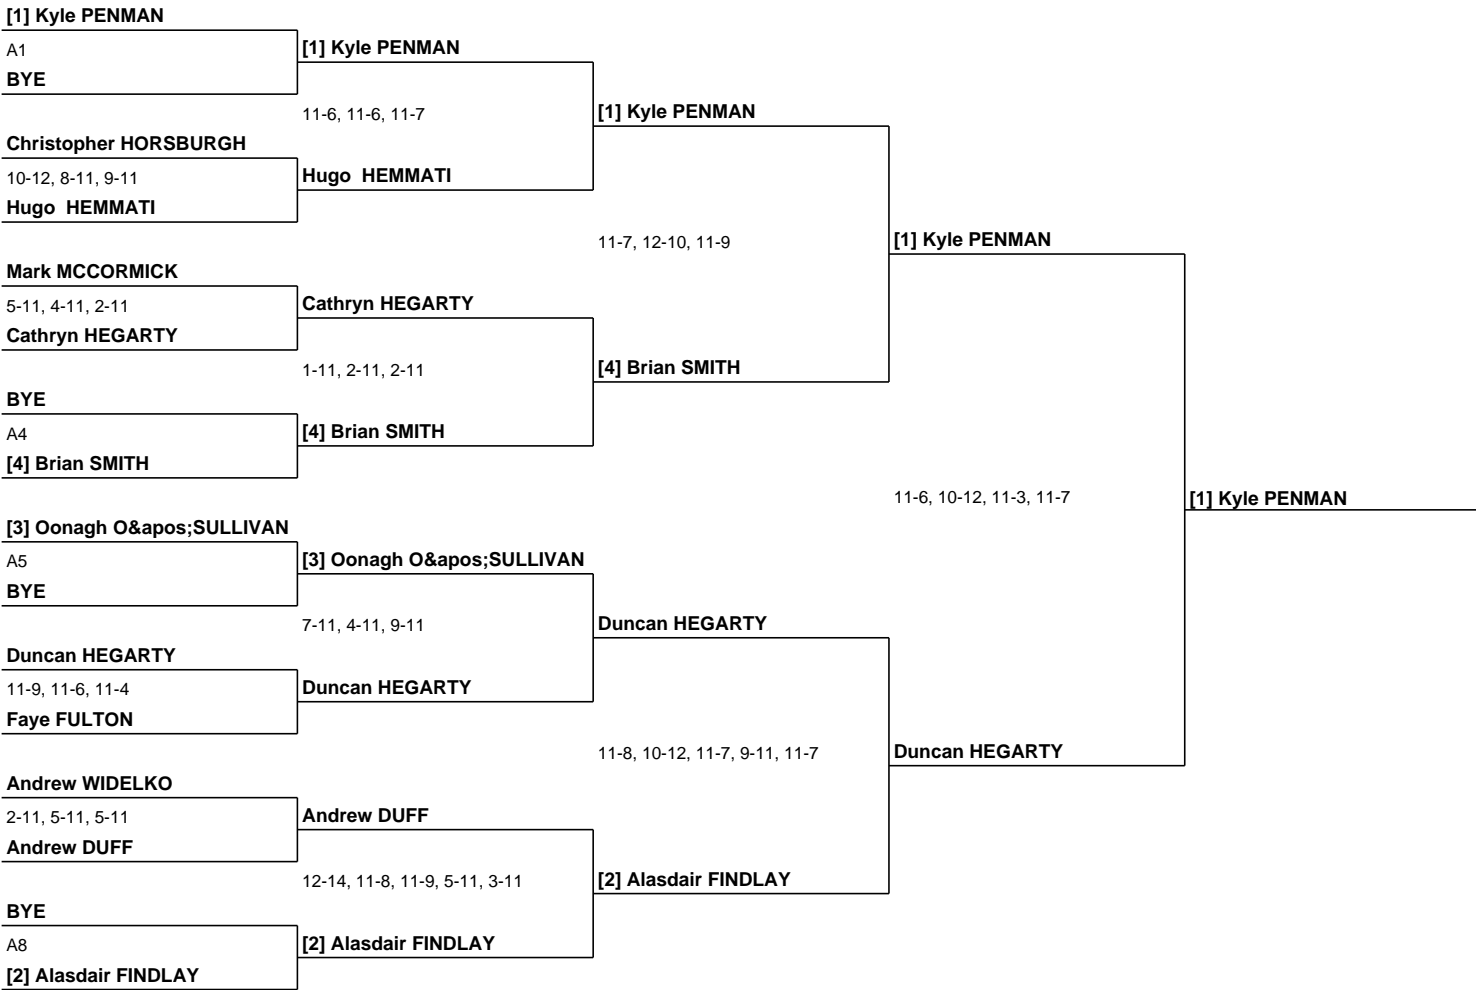 [1] Kyle PENMAN
A1
BYE
Christopher HORSBURGH
10-12, 8-11, 9-11
Hugo  HEMMATI
Mark MCCORMICK
5-11, 4-11, 2-11
Cathryn HEGARTY
BYE
A4
[4] Brian SMITH
[3] Oonagh O&apos;SULLIVAN
A5
BYE
Duncan HEGARTY
11-9, 11-6, 11-4
Faye FULTON
Andrew WIDELKO
2-11, 5-11, 5-11
Andrew DUFF
BYE
A8
[2] Alasdair FINDLAY
[1] Kyle PENMAN
11-6, 11-6, 11-7
Hugo  HEMMATI
Cathryn HEGARTY
1-11, 2-11, 2-11
[4] Brian SMITH
[3] Oonagh O&apos;SULLIVAN
7-11, 4-11, 9-11
Duncan HEGARTY
Andrew DUFF
12-14, 11-8, 11-9, 5-11, 3-11
[2] Alasdair FINDLAY
[1] Kyle PENMAN
11-7, 12-10, 11-9
[4] Brian SMITH
Duncan HEGARTY
11-8, 10-12, 11-7, 9-11, 11-7
[2] Alasdair FINDLAY
[1] Kyle PENMAN
11-6, 10-12, 11-3, 11-7
Duncan HEGARTY
[1] Kyle PENMAN